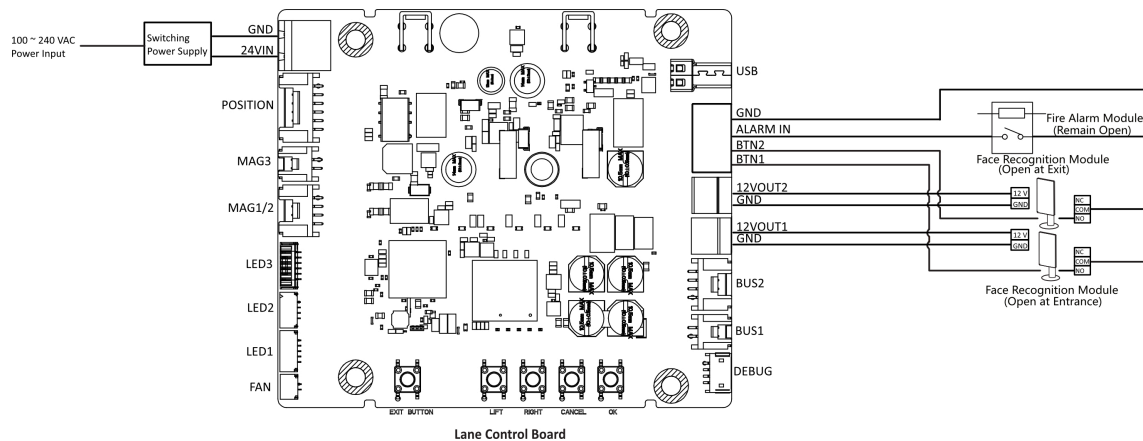 100 ~ 240 VAC
Power Input
Switching
Power Supply
GND
24VIN
POSITION
MAG3
MAG1/2
LED3
LED2
LED1
FAN
EXIT BUTTON
LIFT
RIGHT
CANCEL
OK
USB
GND
ALARM IN
BTN2
BTN1
12VOUT2
GND
12VOUT1
GND
BUS2
BUS1
DEBUG
Fire Alarm Module
(Remain Open)
Face Recognition Module
(Open at Exit)
12 V
GND
NC
COM
NO
12 V
GND
NC
COM
NO
Face Recognition Module
(Open at Entrance)
Lane Control Board